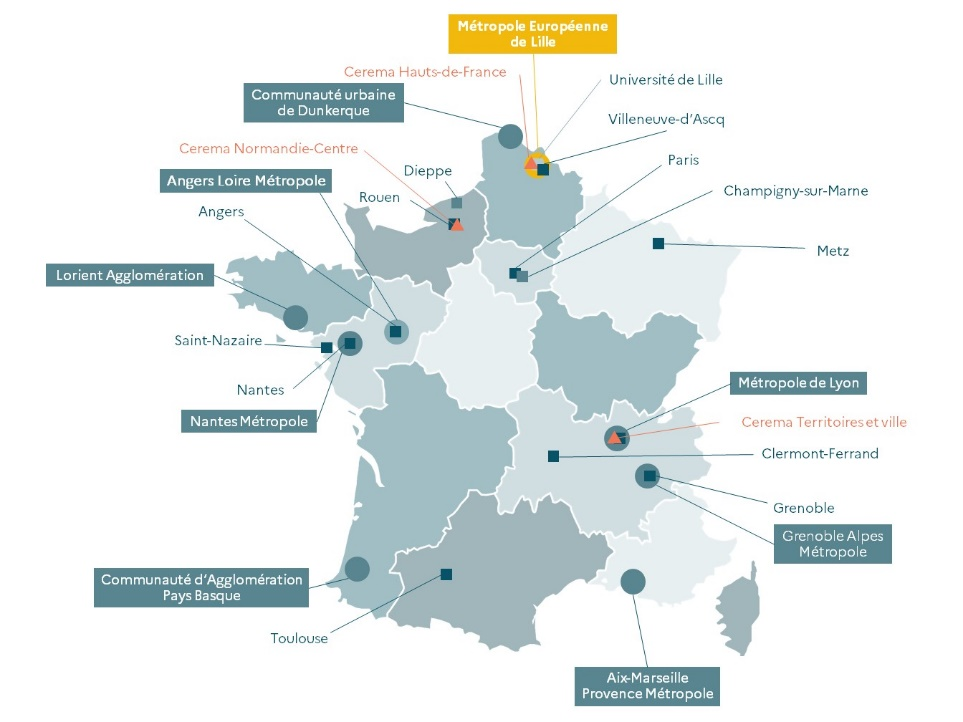 Métropole Européenne
de Lille
Cerema Hauts-de-France
Université de Lille
Communauté urbaine
de Dunkerque
Villeneuve-d'Ascq
Cerema Normandie-Centre
Paris
Dieppe
Angers Loire Métropole
Champigny-sur-Marne
Rouen
Angers
Metz
Lorient Agglomération
Saint-Nazaire
Nantes
Métropole de Lyon
Nantes Métropole
Cerema Territoires et ville
Clermont-Ferrand
Grenoble
Grenoble Alpes
Métropole
Communauté d'Agglomération
Pays Basque
Toulouse
Aix-Marseille
Provence Métropole